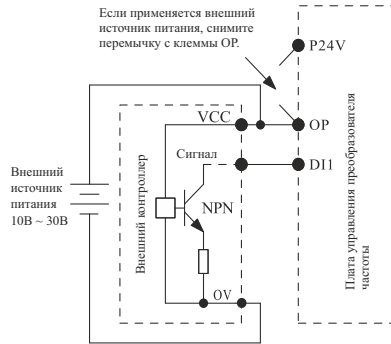 Если применяется внешний
источник питания, снимите
перемычку с клеммы OP.
P24V
VCC
OP
Сигнал
DI1
Внешний
источник
питания
10В ~ 30В
Внешний контроллер
NPN
0V
Плата управления преобразователя
частоты